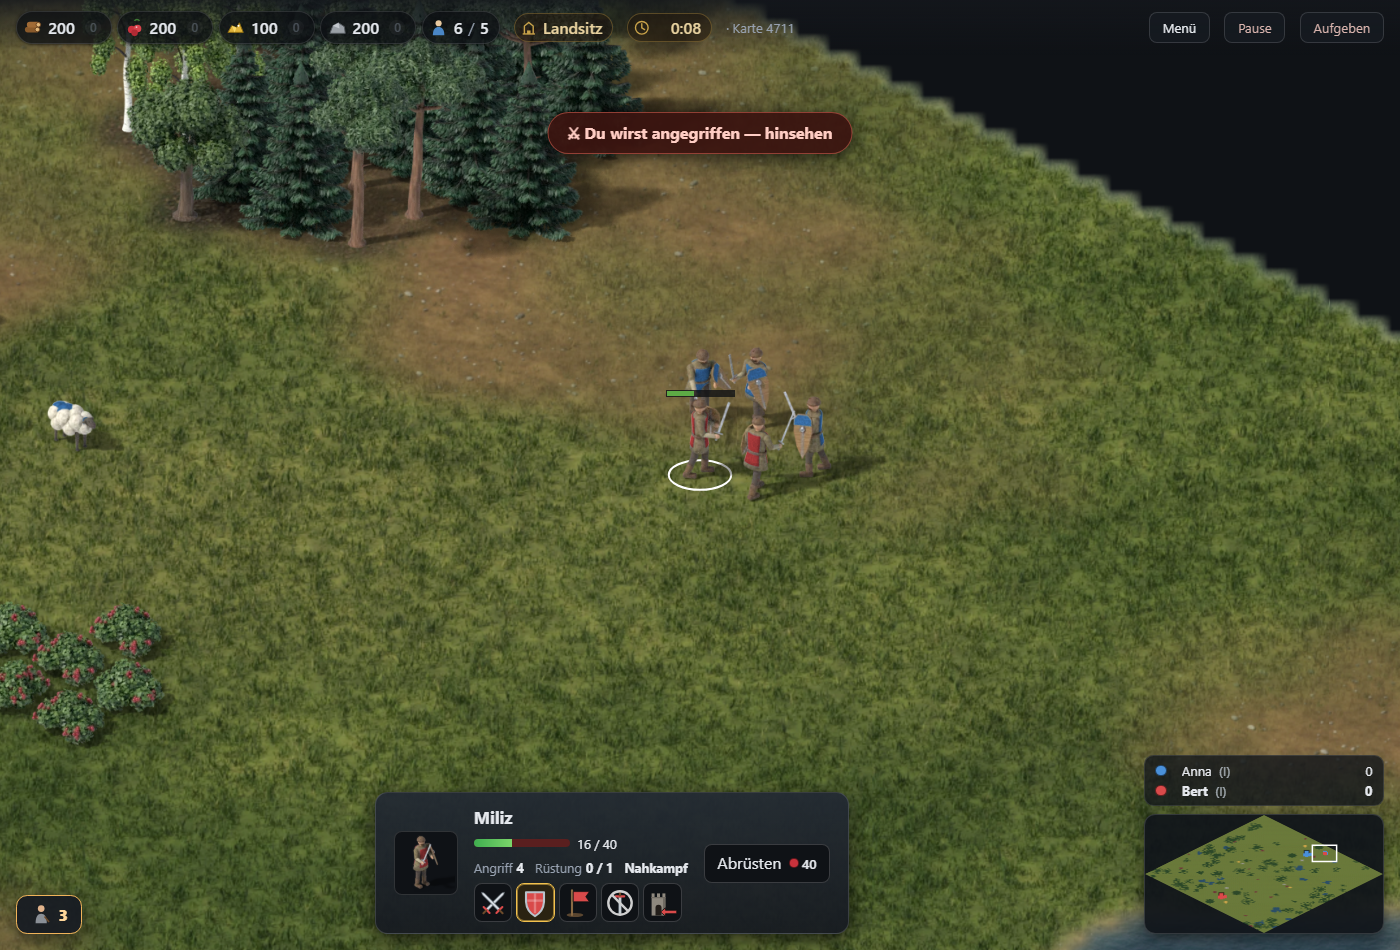 200 0 200 0 100 0 200 0 6 / 5 Landsitz 0:08 · Karte 4711 Menü Pause Aufgeben
⚔ Du wirst angegriffen — hinsehen
Miliz
16 / 40
Angriff 4 Rüstung 0 / 1 Nahkampf
Abrüsten 40
3
Anna (I) 0
Bert (I) 0